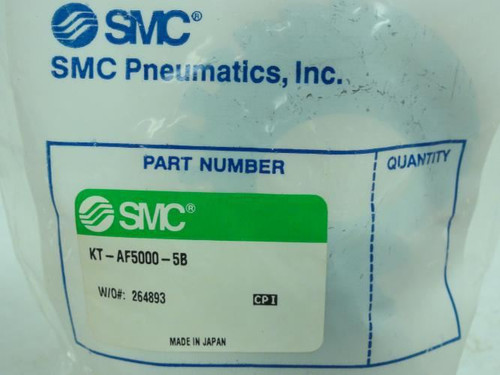 SMC®
SMC Pneumatics, Inc.
PART NUMBER
QUANTITY
SMC®
KT-AF5000-5B
W/O#: 264893
CPI
MADE IN JAPAN